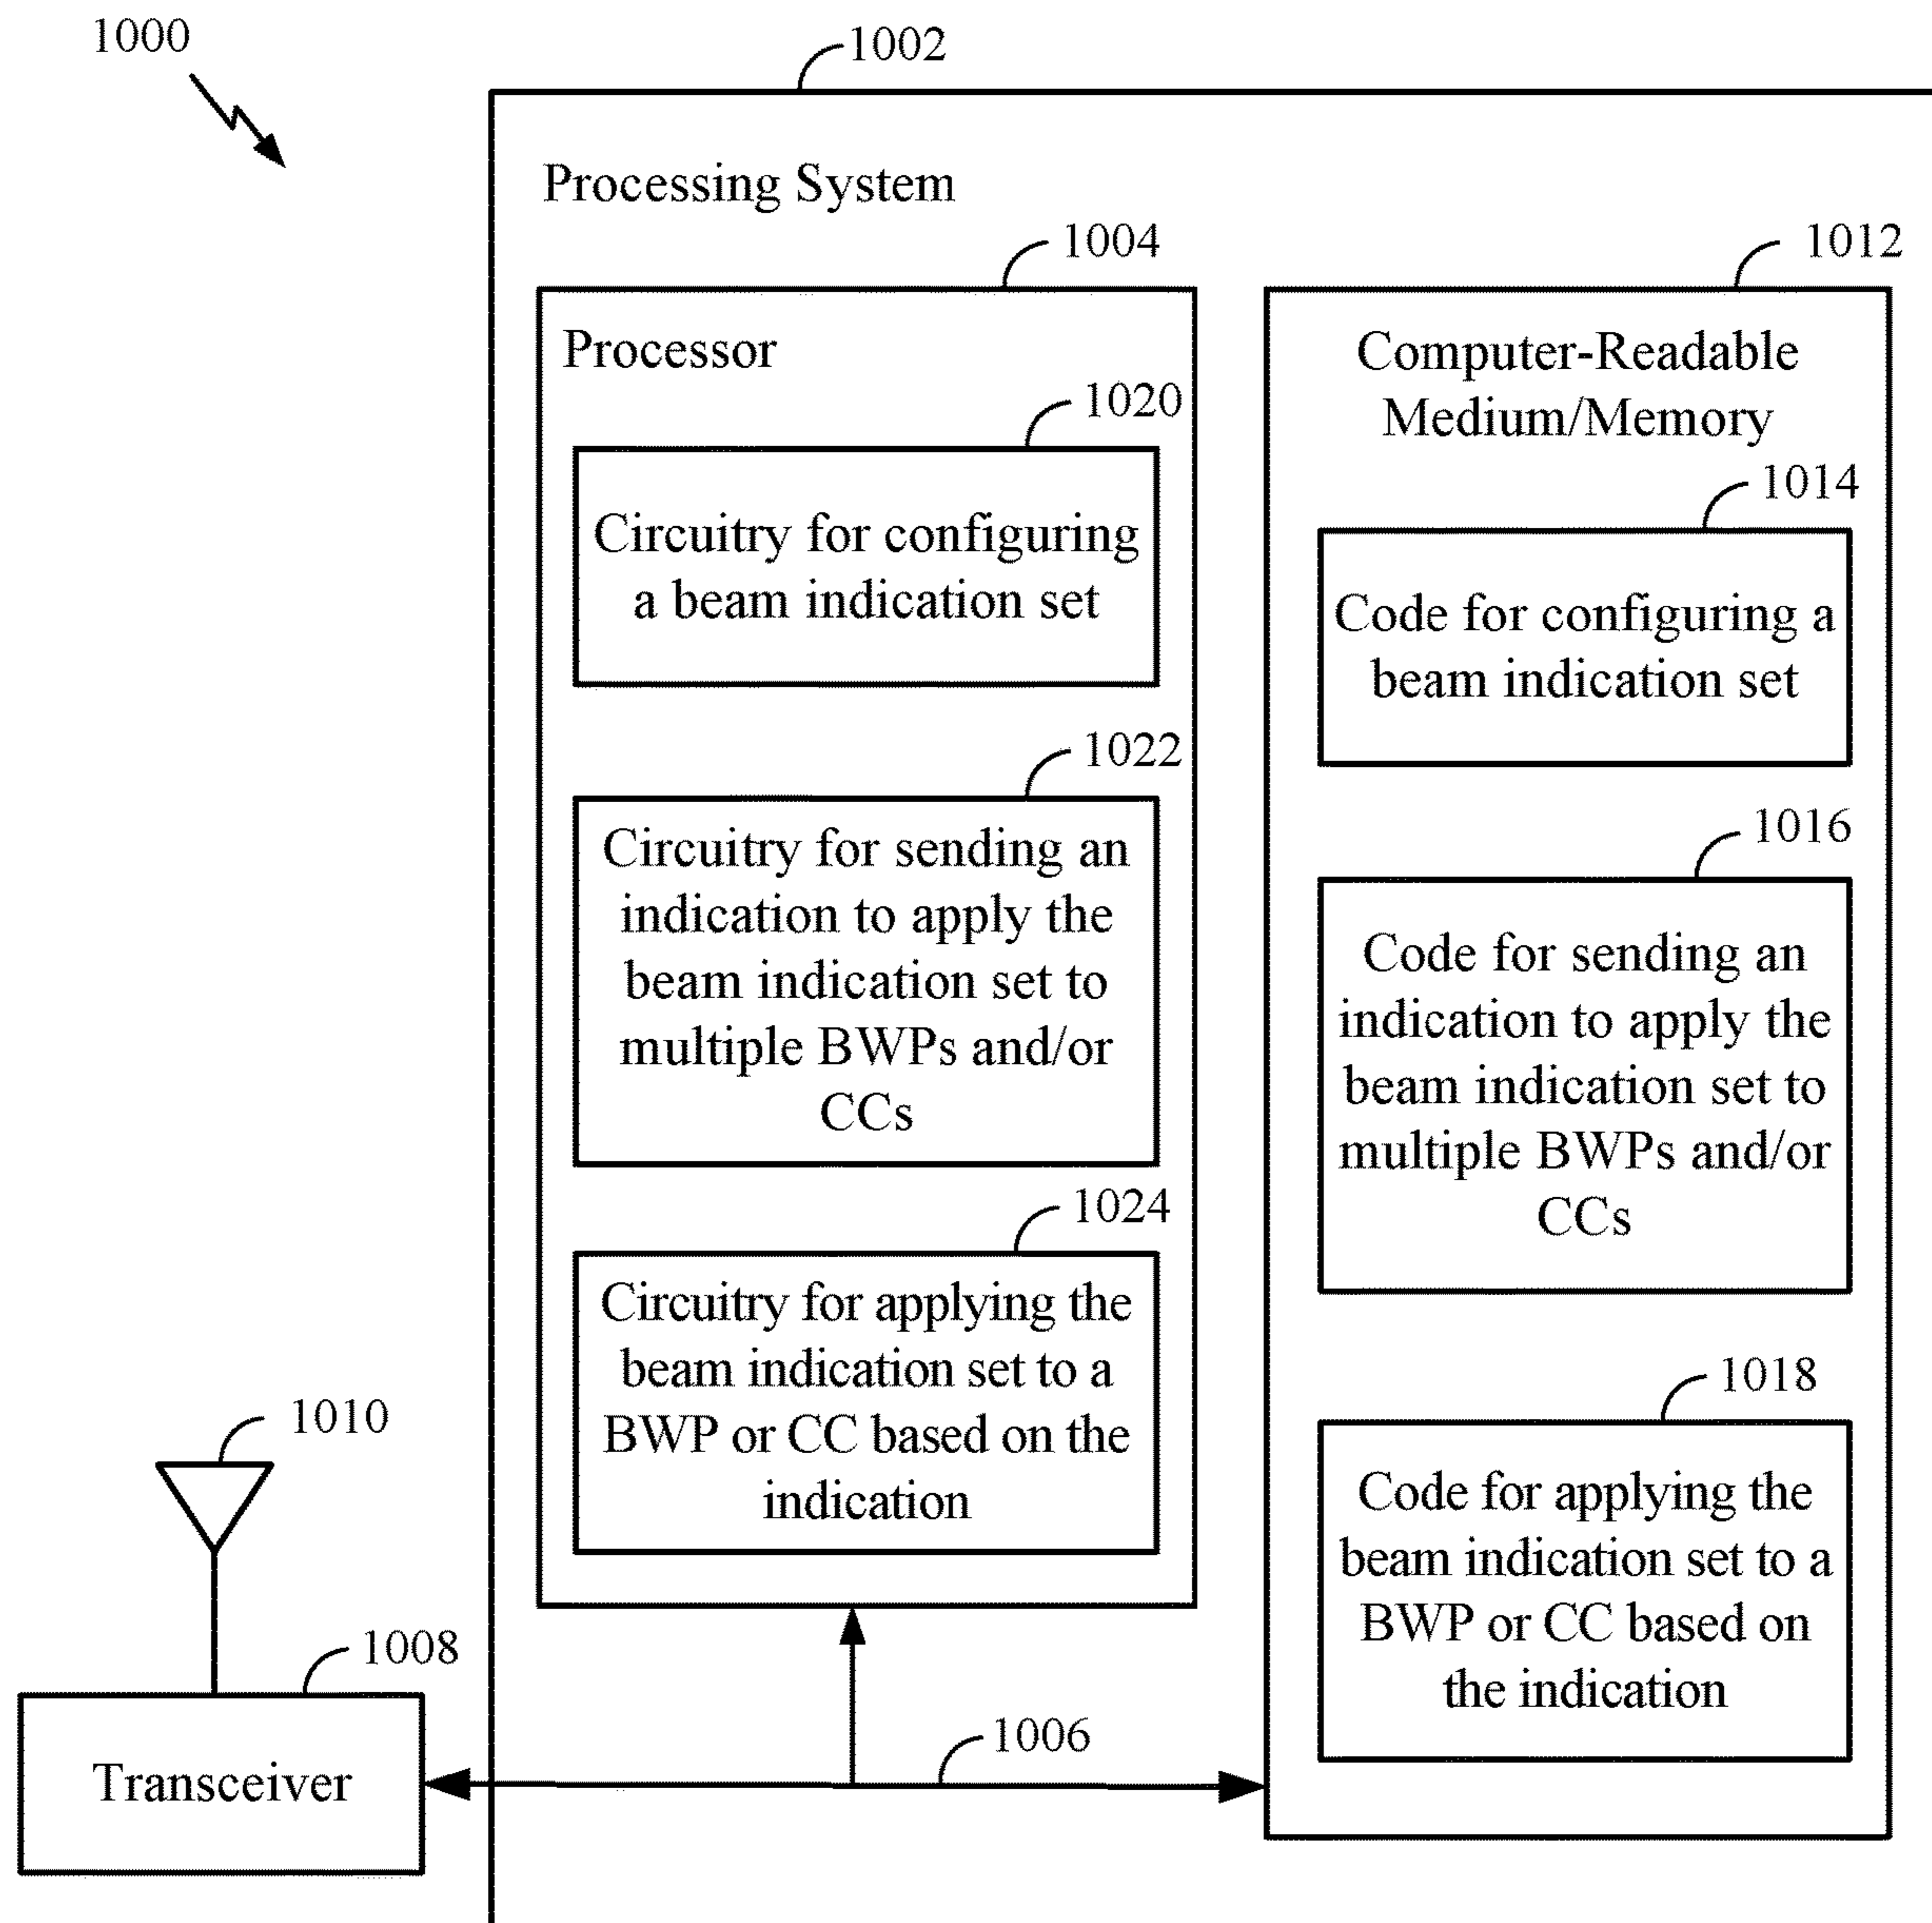 1000
1002
Processing System
1004
Processor
1020
Circuitry for configuring
a beam indication set
1022
Circuitry for sending an
indication to apply the
beam indication set to
multiple BWPs and/or
CCs
1024
Circuitry for applying the
beam indication set to a
BWP or CC based on the
indication
1012
Computer-Readable
Medium/Memory
1014
Code for configuring a
beam indication set
1016
Code for sending an
indication to apply the
beam indication set to
multiple BWPs and/or
CCs
1018
Code for applying the
beam indication set to a
BWP or CC based on
the indication
1010
1008
Transceiver
1006